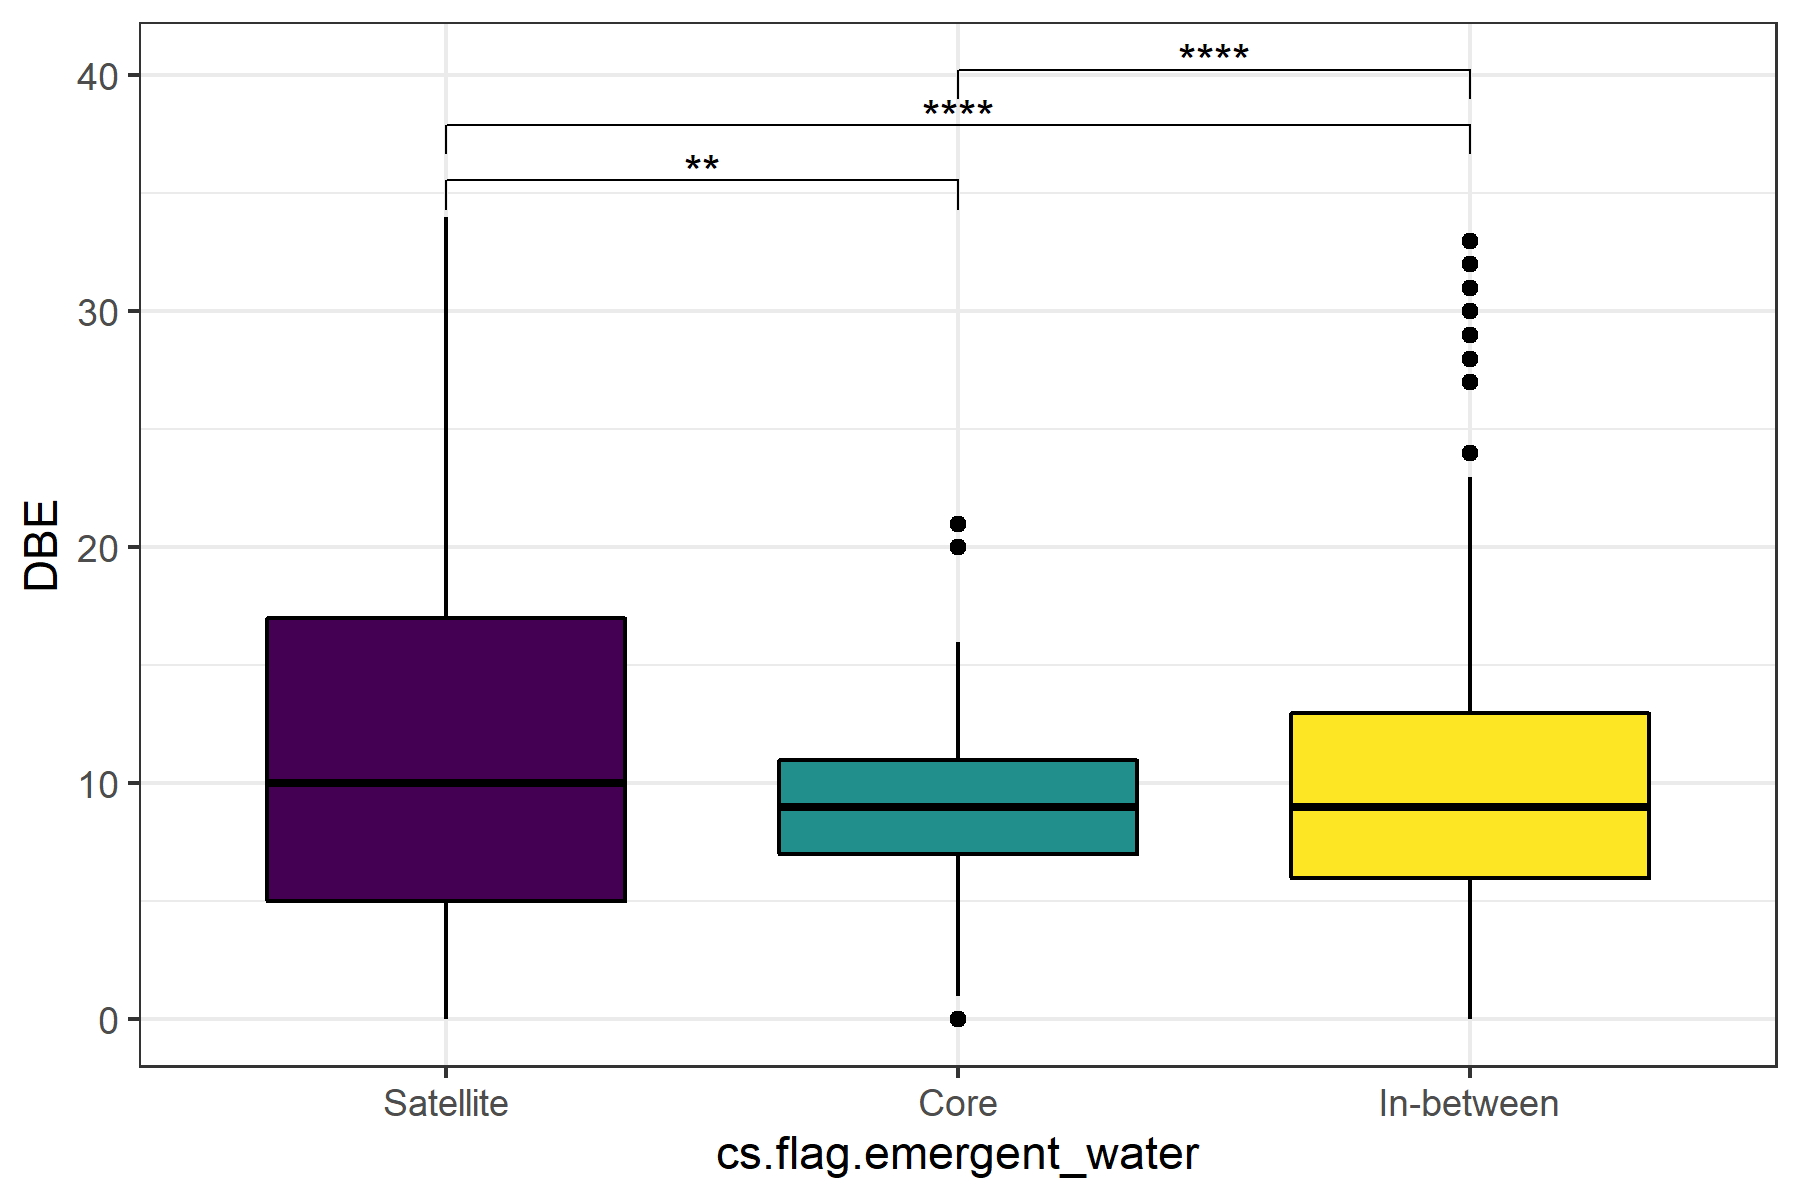 ****
****
**
40
30
20
10
0
DBE
Satellite Core In-between
cs.flag.emergent_water